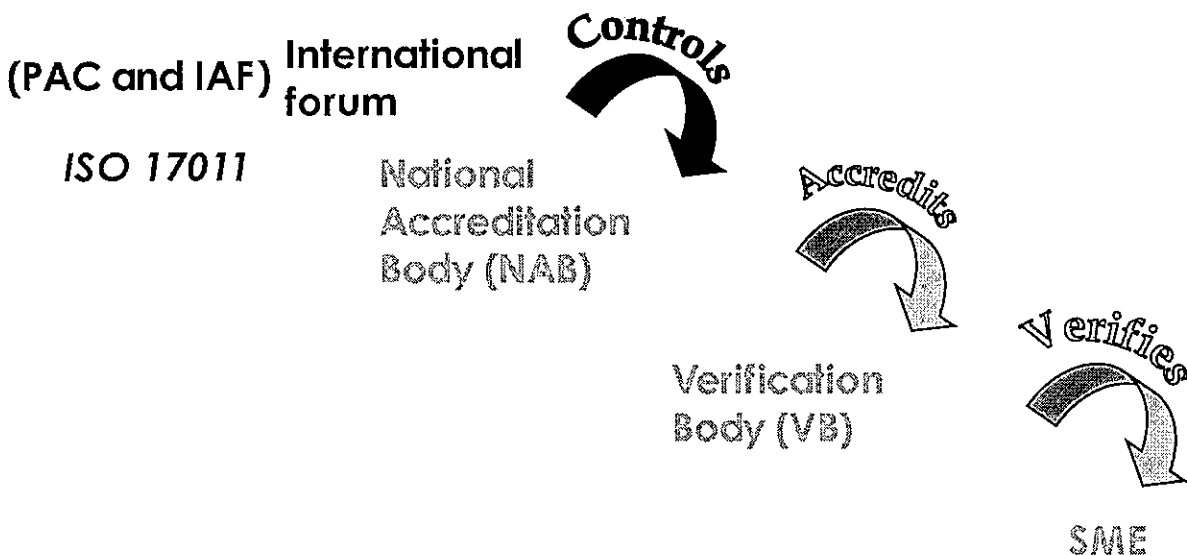 Controls
(PAC and IAF) International
forum
ISO 17011
National
Accreditation
Body (NAB)
Accredits
Verification
Body (VB)
Verifies
SME